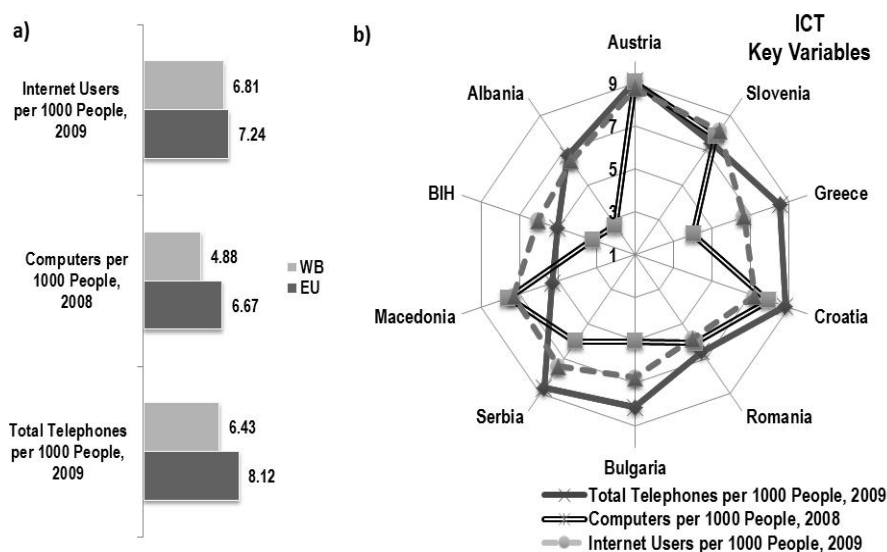 a)
Internet Users
per 1000 People,
2009
6.81
7.24
Computers per
1000 People,
2008
4.88
6.67
Total Telephones
per 1000 People,
2009
6.43
8.12
WB
EU
b)
ICT
Key Variables
Austria
Slovenia
Greece
Croatia
Romania
Bulgaria
Serbia
Macedonia
BIH
Albania
9
7
5
3
1
Total Telephones per 1000 People, 2009
Computers per 1000 People, 2008
Internet Users per 1000 People, 2009